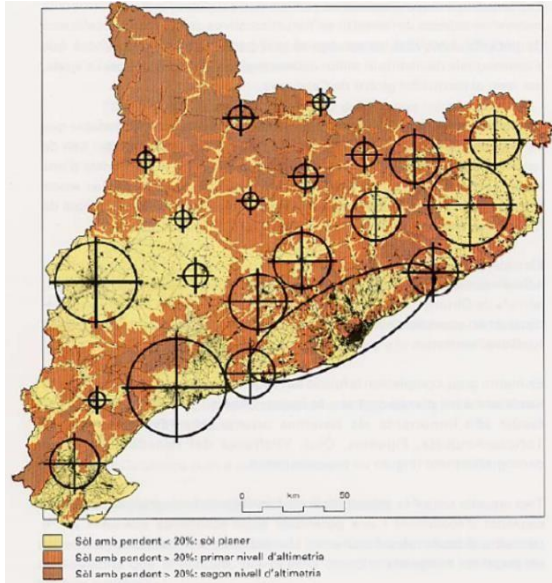 0 50
km
Sòl amb pendent < 20%: sòl planer
Sòl amb pendent > 20%: primer nivell d'altimetria
Sòl amb pendent > 20%: segon nivell d'altimetria